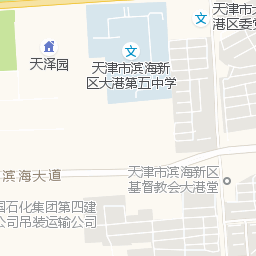 天津市大
港区委党
天泽园
天津市滨海新
区大港第五中学
滨海大道
天津市滨海新区
基督教会大港堂
国石化集团第四建
公司吊装运输公司